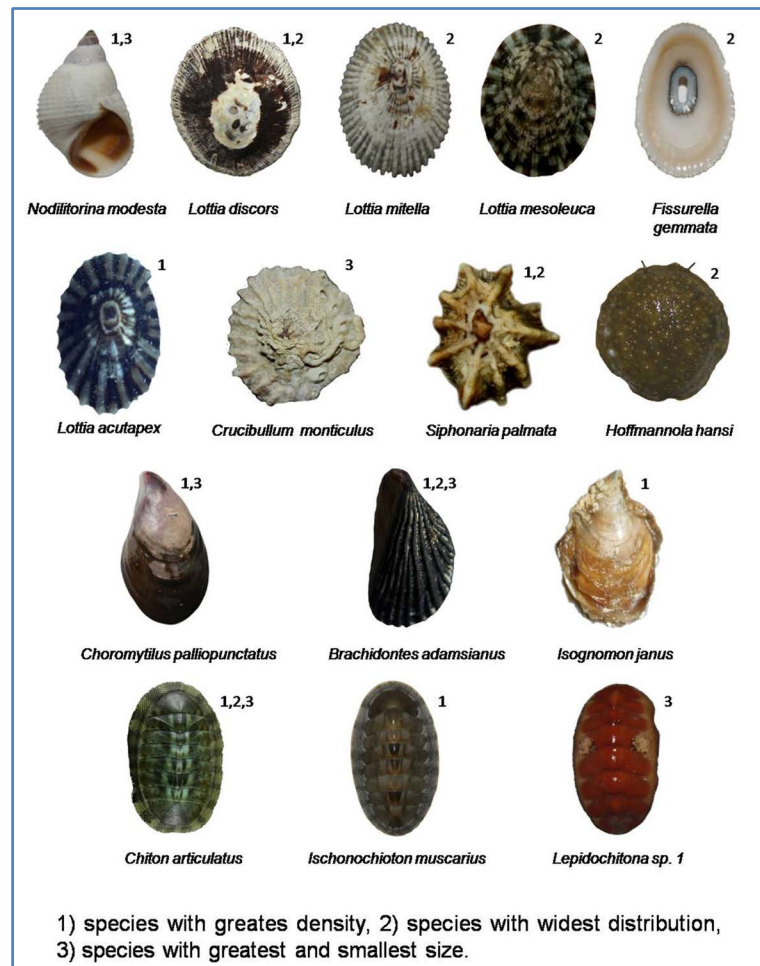 1,3
1,2
2
2
2
Nodilitorina modesta
Lottia discors
Lottia mitella
Lottia mesoleuca
Fissurella
gemmata
1
3
1,2
2
Lottia acutapex
Crucibullum monticulus
Siphonaria palmata
Hoffmannola hansi
1,3
1,2,3
1
Choromytilus palliopunctatus
Brachidontes adamsianus
Isognomon janus
1,2,3
1
3
Chiton articulatus
Ischonochioton muscarius
Lepidochitona sp. 1
1) species with greates density, 2) species with widest distribution,
3) species with greatest and smallest size.